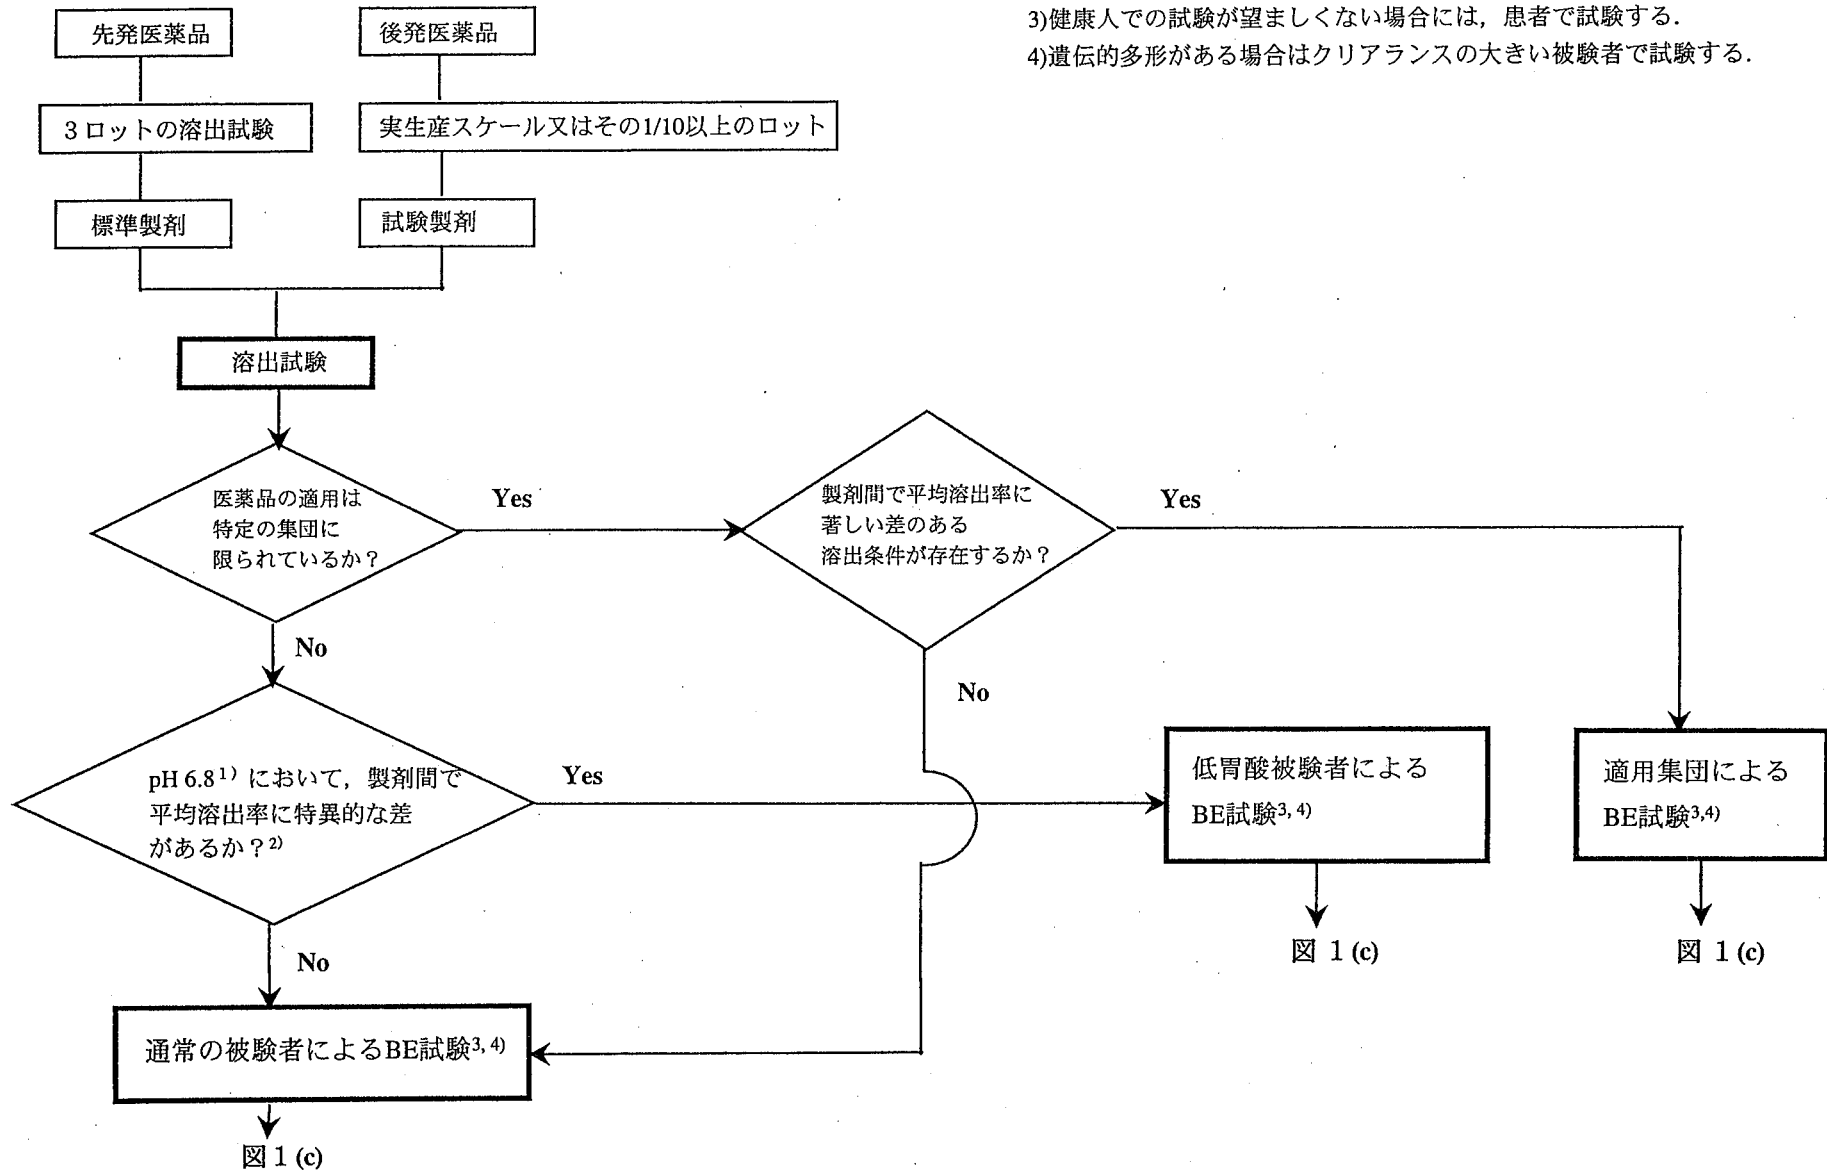 3)健康人での試験が望ましくない場合には，患者で試験する．
4)遺伝的多形がある場合はクリアランスの大きい被験者で試験する．
先発医薬品
後発医薬品
3ロットの溶出試験
実生産スケール又はその1/10以上のロット
標準製剤
試験製剤
溶出試験
医薬品の適用は
特定の集団に
限られているか？
Yes
製剤間で平均溶出率に
著しい差のある
溶出条件が存在するか？
Yes
No
No
pH 6.8 1) において，製剤間で
平均溶出率に特異的な差
があるか？2)
Yes
低胃酸被験者による
BE試験3, 4)
適用集団による
BE試験3,4)
図 1 (c)
図 1 (c)
No
通常の被験者によるBE試験3, 4)
図 1 (c)